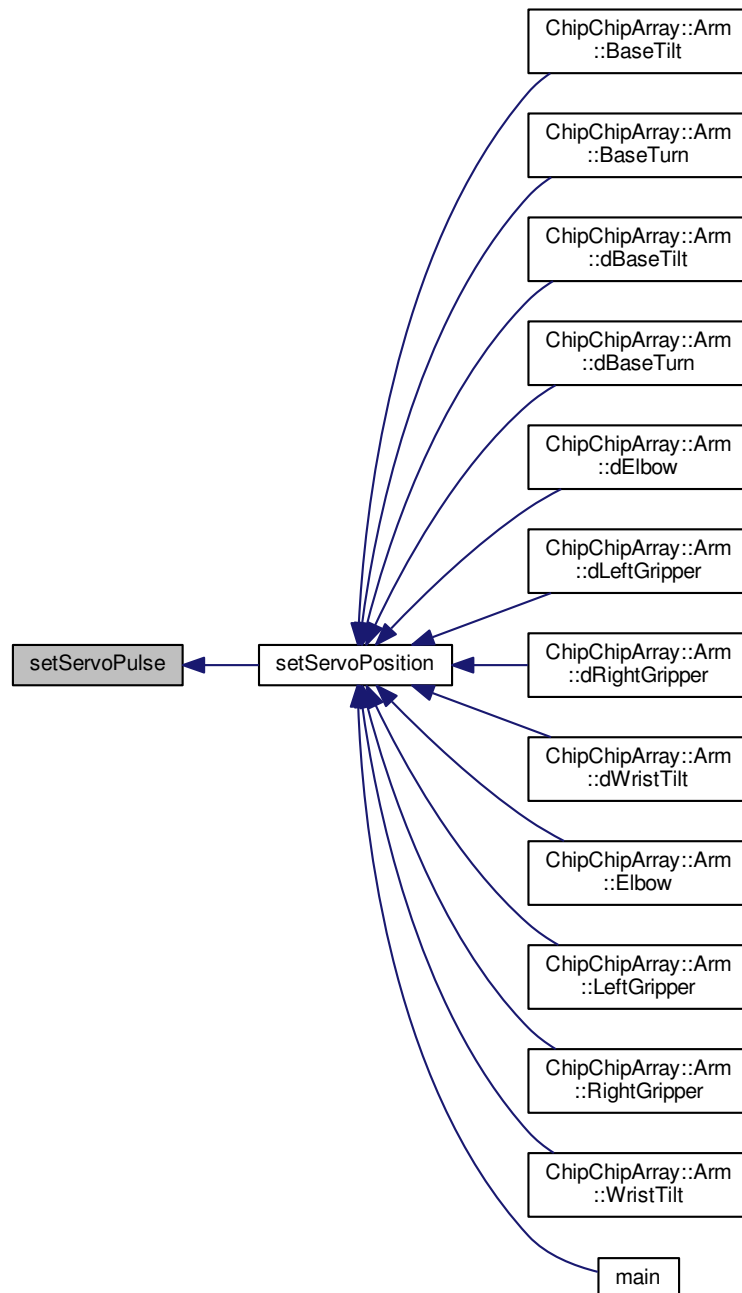 ChipChipArray::Arm
::BaseTilt
ChipChipArray::Arm
::BaseTurn
ChipChipArray::Arm
::dBaseTilt
ChipChipArray::Arm
::dBaseTurn
ChipChipArray::Arm
::dElbow
ChipChipArray::Arm
::dLeftGripper
setServoPulse
setServoPosition
ChipChipArray::Arm
::dRightGripper
ChipChipArray::Arm
::dWristTilt
ChipChipArray::Arm
::Elbow
ChipChipArray::Arm
::LeftGripper
ChipChipArray::Arm
::RightGripper
ChipChipArray::Arm
::WristTilt
main